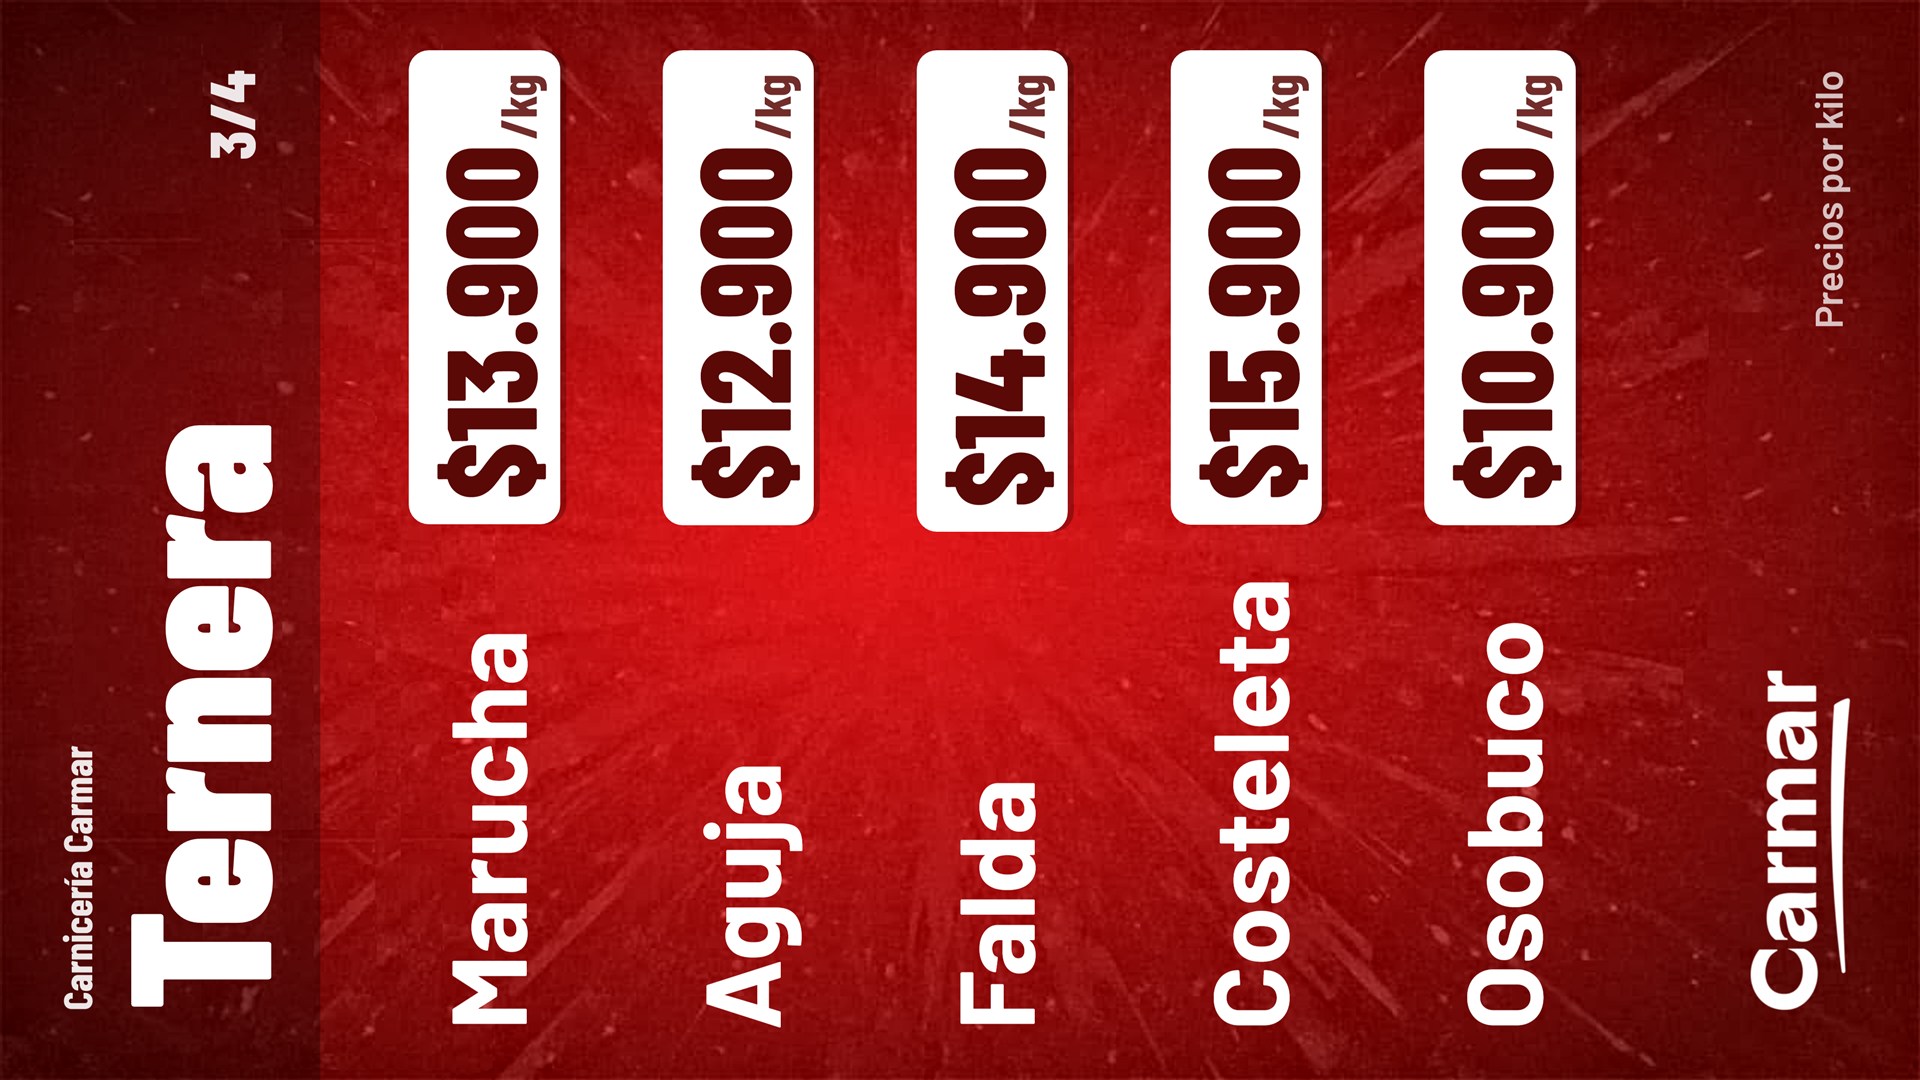 Carnicería Carmar
Ternera
3/4
Marucha $13.900/kg
Aguja $12.900/kg
Falda $14.900/kg
Costeleta $15.900/kg
Osobuco $10.900/kg
Carmar
Precios por kilo